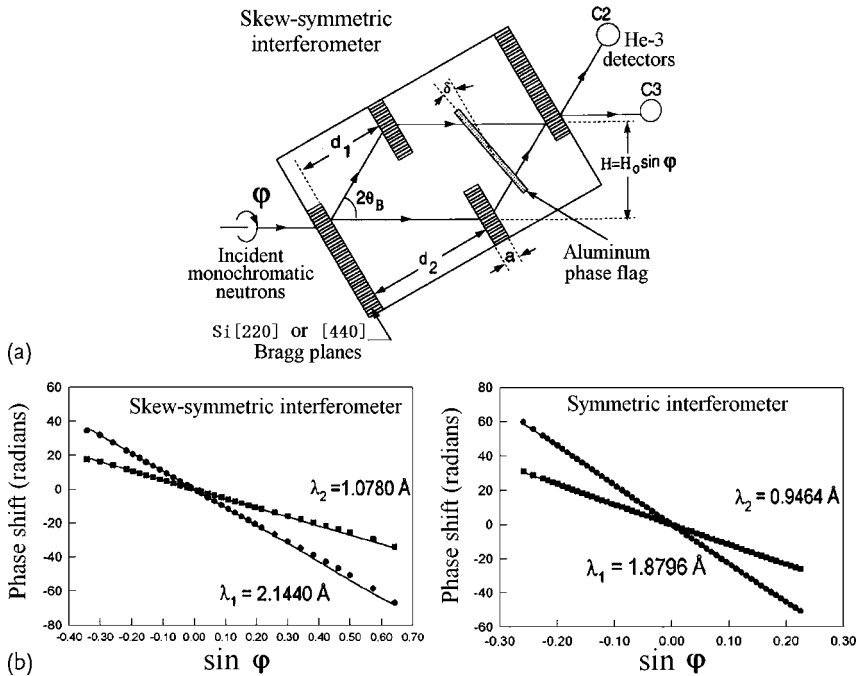 Skew-symmetric
interferometer
C2
He-3
detectors
C3
δ
d₁
H=H₀sin φ
φ
2θ_B
Incident
monochromatic
neutrons
d₂
a
Aluminum
phase flag
Si[220] or [440]
Bragg planes
(a)
Phase shift (radians)
60
40
20
0
-20
-40
-60
-80
Skew-symmetric interferometer
λ₂=1.0780 Å
λ₁=2.1440 Å
-0.40 -0.30 -0.20 -0.10 0.00 0.10 0.20 0.30 0.40 0.50 0.60 0.70
sin φ
Phase shift (radians)
80
60
40
20
0
-20
-40
-60
Symmetric interferometer
λ₂ = 0.9464 Å
λ₁ = 1.8796 Å
-0.30 -0.20 -0.10 0.00 0.10 0.20 0.30
sin φ
(b)